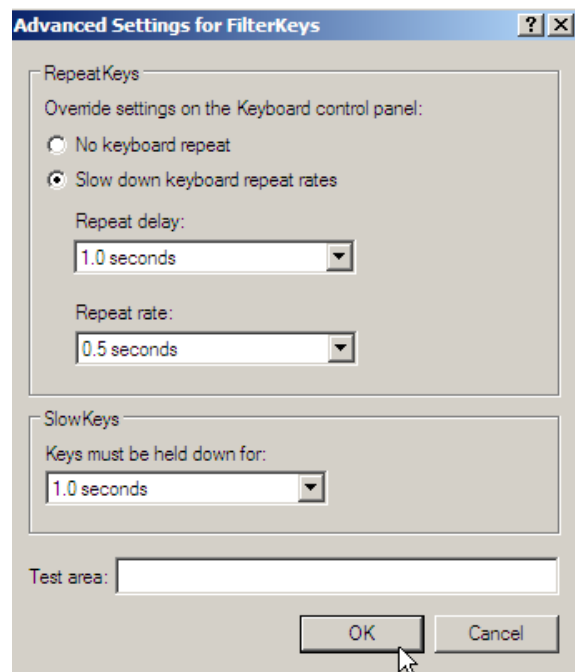 Advanced Settings for FilterKeys
RepeatKeys
Override settings on the Keyboard control panel:
No keyboard repeat
Slow down keyboard repeat rates
Repeat delay:
1.0 seconds
Repeat rate:
0.5 seconds
SlowKeys
Keys must be held down for:
1.0 seconds
Test area:
OK Cancel